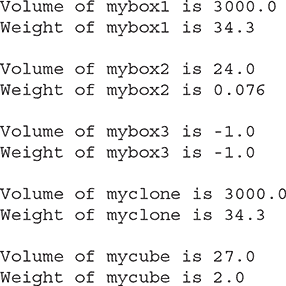 Volume of mybox1 is 3000.0
Weight of mybox1 is 34.3
Volume of mybox2 is 24.0
Weight of mybox2 is 0.076
Volume of mybox3 is -1.0
Weight of mybox3 is -1.0
Volume of myclone is 3000.0
Weight of myclone is 34.3
Volume of mycube is 27.0
Weight of mycube is 2.0